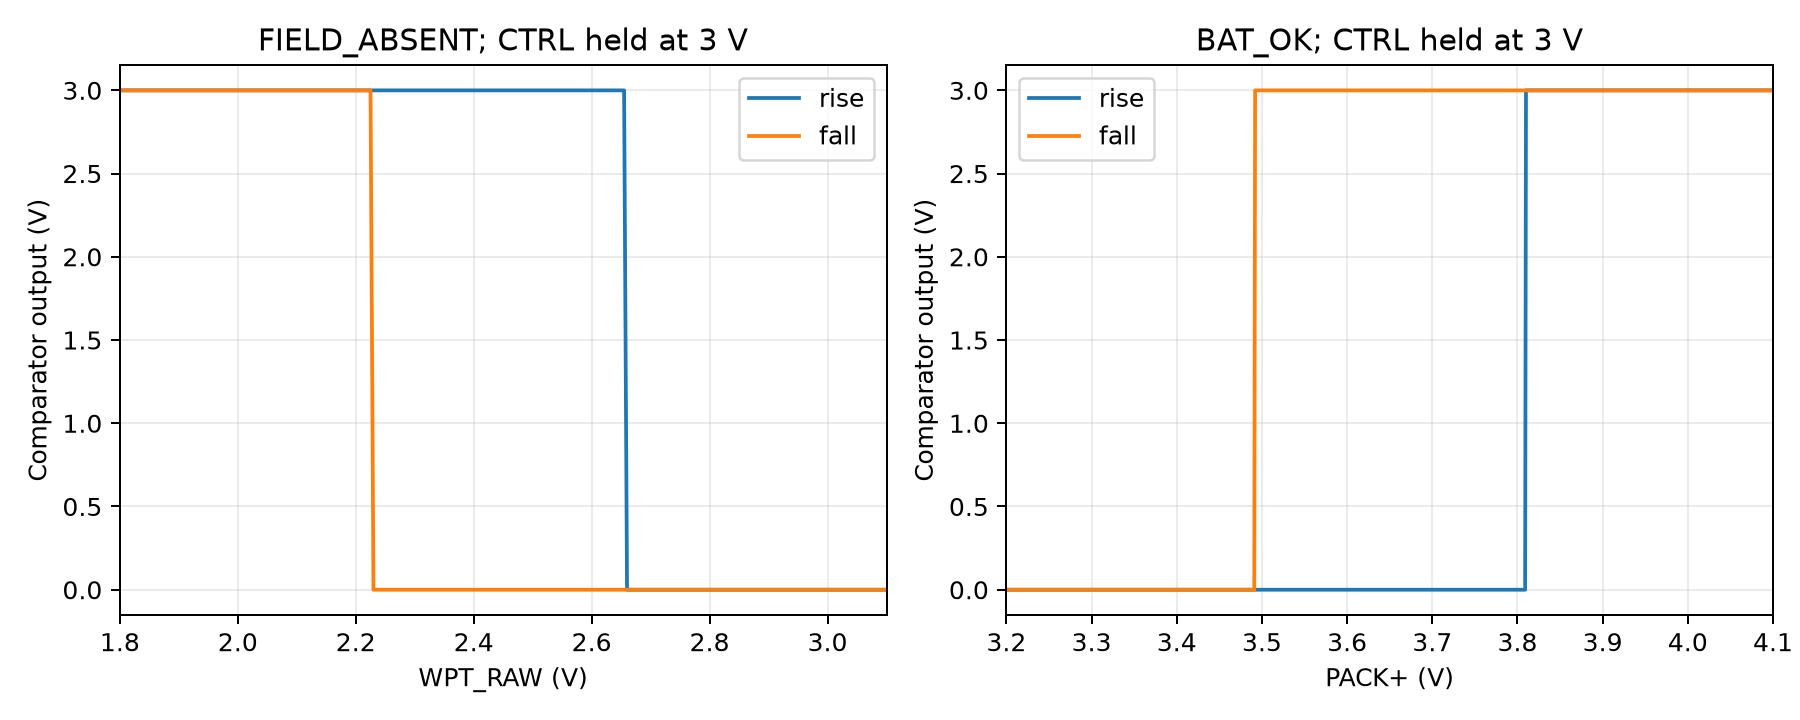 FIELD_ABSENT; CTRL held at 3 V
3.0
2.5
2.0
1.5
1.0
0.5
0.0
Comparator output (V)
rise
fall
1.8 2.0 2.2 2.4 2.6 2.8 3.0
WPT_RAW (V)
BAT_OK; CTRL held at 3 V
3.0
2.5
2.0
1.5
1.0
0.5
0.0
Comparator output (V)
rise
fall
3.2 3.3 3.4 3.5 3.6 3.7 3.8 3.9 4.0 4.1
PACK+ (V)